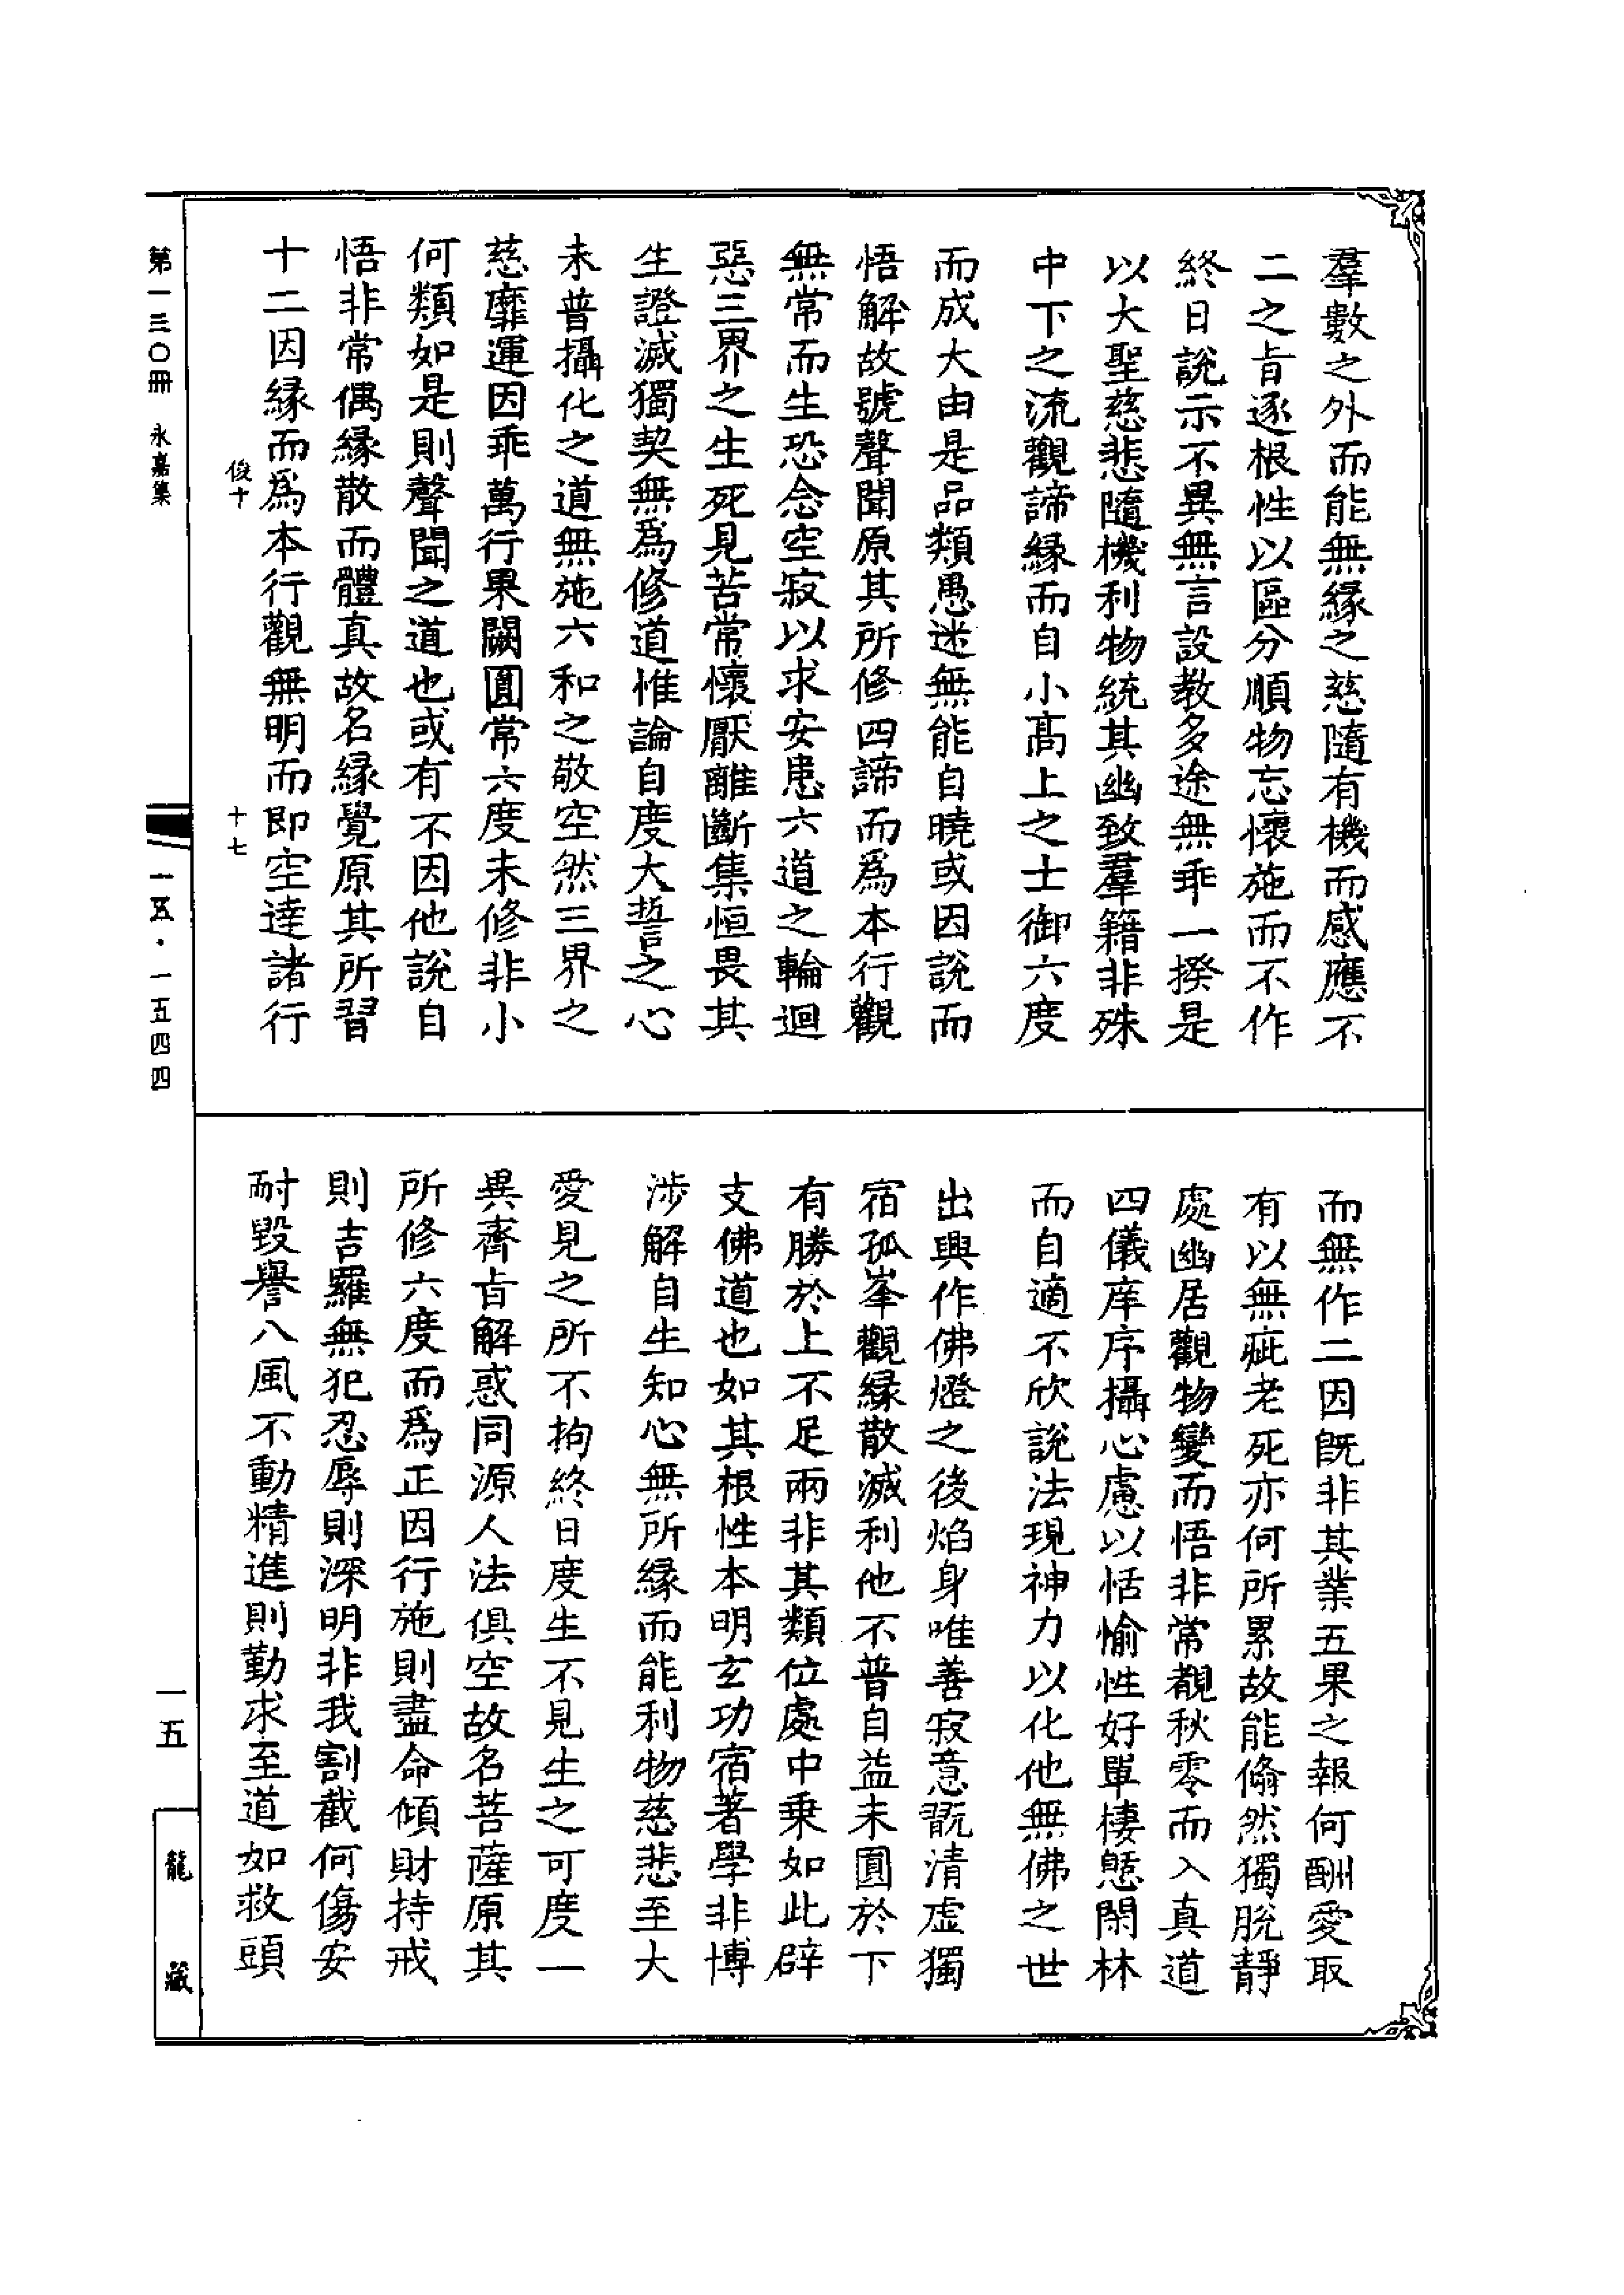 羣數之外而能無緣之慈隨有機而感應不
二之旨逐根性以區分順物忘懷施而不作
終日說示不異無言設教多途無乖一揆是
以大聖慈悲隨機利物統其幽致羣籍非殊
中下之流觀諦緣而自小高上之士御六度
而成大由是品類愚迷無能自曉或因說而
悟解故號聲聞原其所修四諦而爲本行觀
無常而生恐念空寂以求安患六道之輪迴
惡三界之生死見苦常懷厭離斷集恒畏其
生證滅獨契無爲修道惟論自度大誓之心
未普攝化之道無施六和之敬空然三界之
慈靡運因乖萬行果闕圓常六度未修非小
何類如是則聲聞之道也或有不因他說自
悟非常偶緣散而體真故名緣覺原其所習
十二因緣而爲本行觀無明而即空達諸行
俊十
十七
而無作二因旣非其業五果之報何酬愛取
有以無疵老死亦何所累故能翛然獨脫靜
處幽居觀物變而悟非常覩秋零而入真道
四儀庠序攝心慮以恬愉性好單棲憩閑林
而自適不欣說法現神力以化他無佛之世
出興作佛燈之後焰身唯善寂意翫清虛獨
宿孤峯觀緣散滅利他不普自益未圓於下
有勝於上不足兩非其類位處中乘如此辟
支佛道也如其根性本明玄功宿著學非博
涉解自生知心無所緣而能利物慈悲至大
愛見之所不拘終日度生不見生之可度一
異齊旨解惑同源人法俱空故名菩薩原其
所修六度而爲正因行施則盡命傾財持戒
則吉羅無犯忍辱則深明非我割截何傷安
耐毀譽八風不動精進則勤求至道如救頭
第一三〇冊　永嘉集
一五·一五四四
一五
龍藏